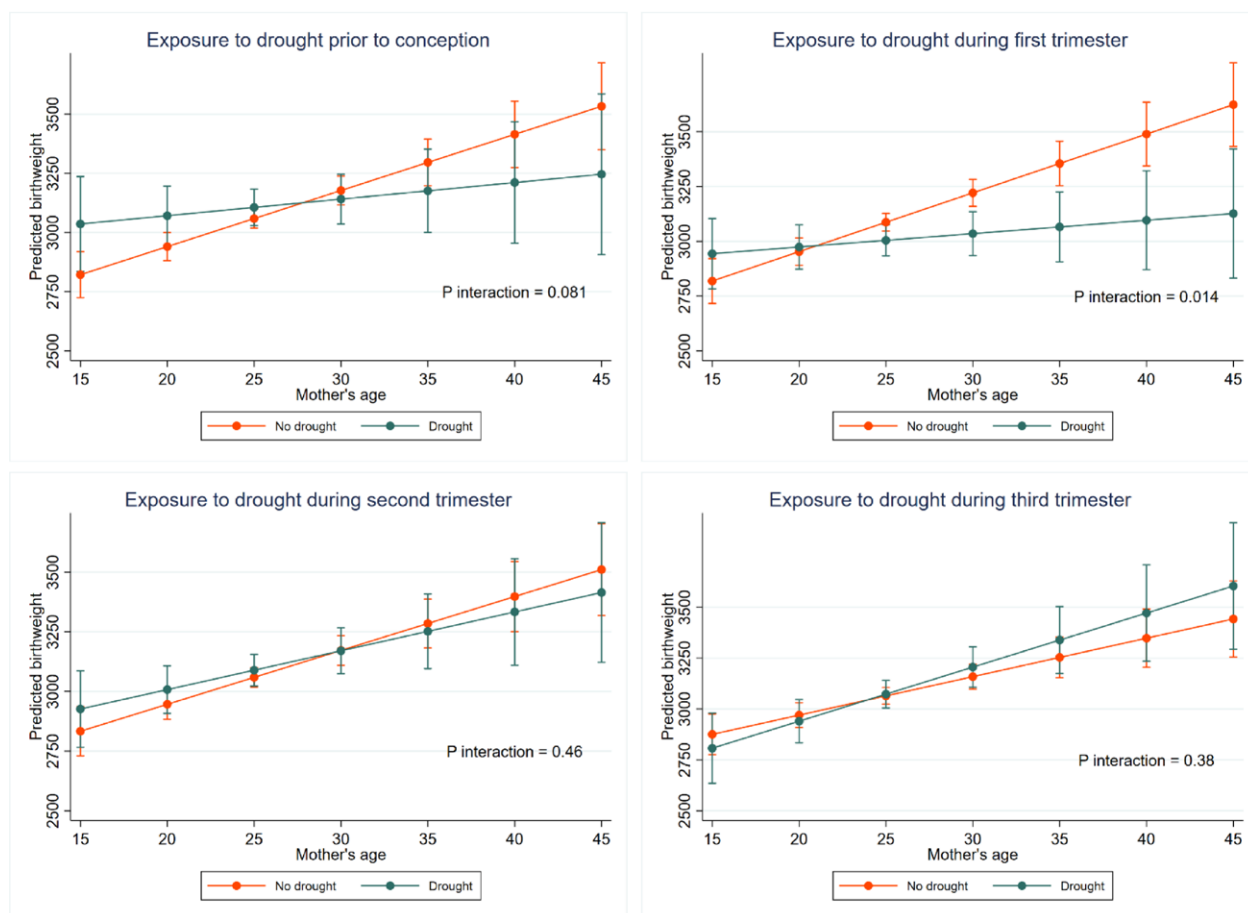 Exposure to drought prior to conception
Predicted birthweight
3500
3250
3000
2750
2500
P interaction = 0.081
15 20 25 30 35 40 45
Mother's age
No drought Drought
Exposure to drought during first trimester
Predicted birthweight
3500
3250
3000
2750
2500
P interaction = 0.014
15 20 25 30 35 40 45
Mother's age
No drought Drought
Exposure to drought during second trimester
Predicted birthweight
3500
3250
3000
2750
2500
P interaction = 0.46
15 20 25 30 35 40 45
Mother's age
No drought Drought
Exposure to drought during third trimester
Predicted birthweight
3500
3250
3000
2750
2500
P interaction = 0.38
15 20 25 30 35 40 45
Mother's age
No drought Drought